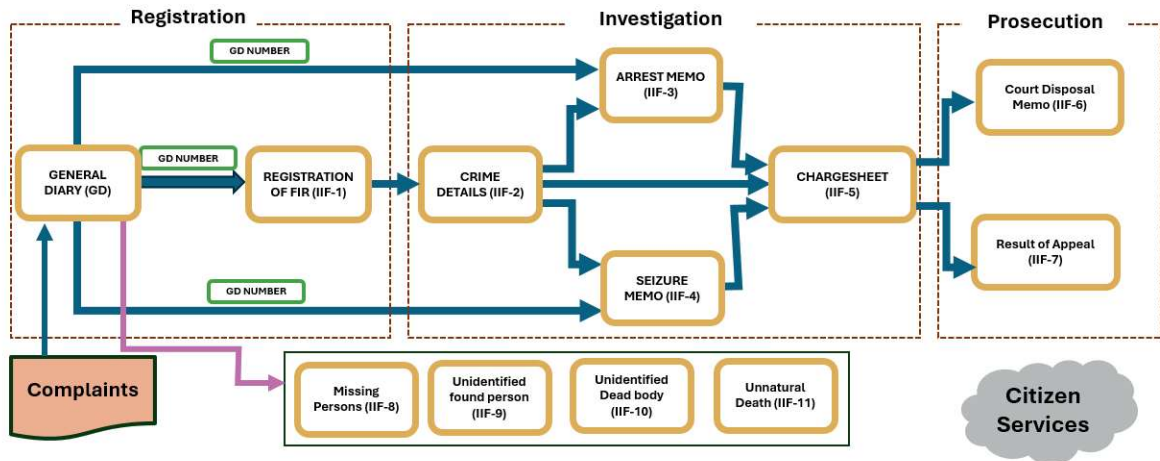 Registration
Investigation
Prosecution
GD NUMBER
ARREST MEMO
(IIF-3)
Court Disposal
Memo (IIF-6)
GD NUMBER
GENERAL
DIARY (GD)
REGISTRATION
OF FIR (IIF-1)
CRIME
DETAILS (IIF-2)
CHARGESHEET
(IIF-5)
Result of Appeal
(IIF-7)
GD NUMBER
SEIZURE
MEMO (IIF-4)
Complaints
Missing
Persons (IIF-8)
Unidentified
found person
(IIF-9)
Unidentified
Dead body
(IIF-10)
Unnatural
Death (IIF-11)
Citizen
Services